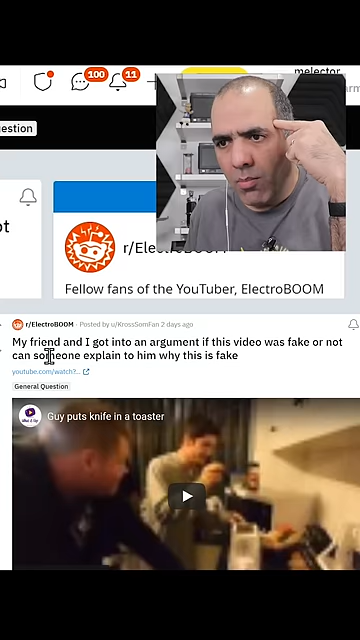 100
11
melector
estion
arm
ot
r/ElectroBOOM
Fellow fans of the YouTuber, ElectroBOOM
r/ElectroBOOM · Posted by u/KrossSomFan 2 days ago
My friend and I got into an argument if this video was fake or not
can someone explain to him why this is fake
youtube.com/watch?...
General Question
Guy puts knife in a toaster